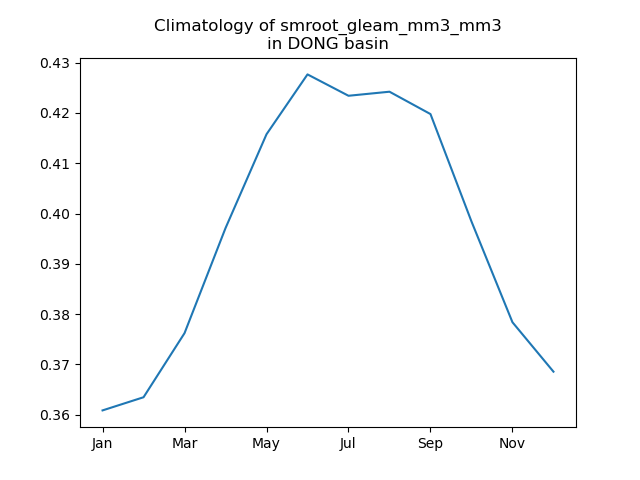 Climatology of smroot_gleam_mm3_mm3
in DONG basin
0.43
0.42
0.41
0.40
0.39
0.38
0.37
0.36
Jan
Mar
May
Jul
Sep
Nov